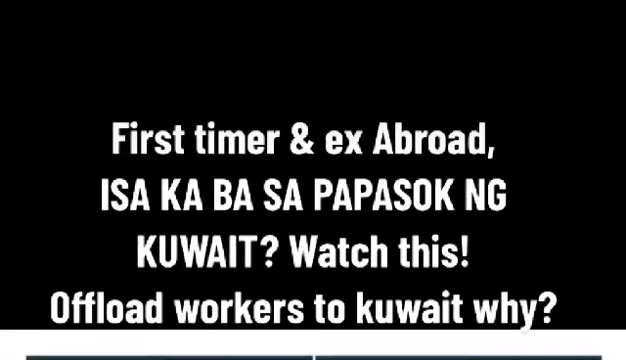 First timer & ex Abroad,
ISA KA BA SA PAPASOK NG
KUWAIT? Watch this!
Offload workers to kuwait why?